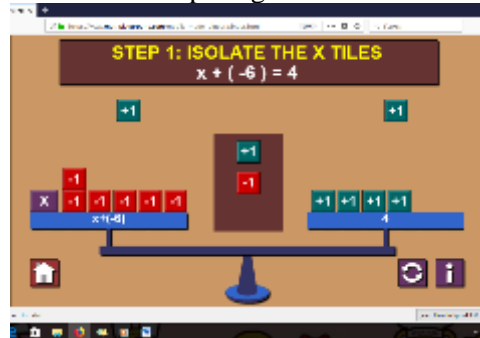 STEP 1: ISOLATE THE X TILES
x + ( -6 ) = 4
+1 +1
+1
-1
-1
X -1 -1 -1 -1 -1 +1 +1 +1 +1
x+(-6) 4
i